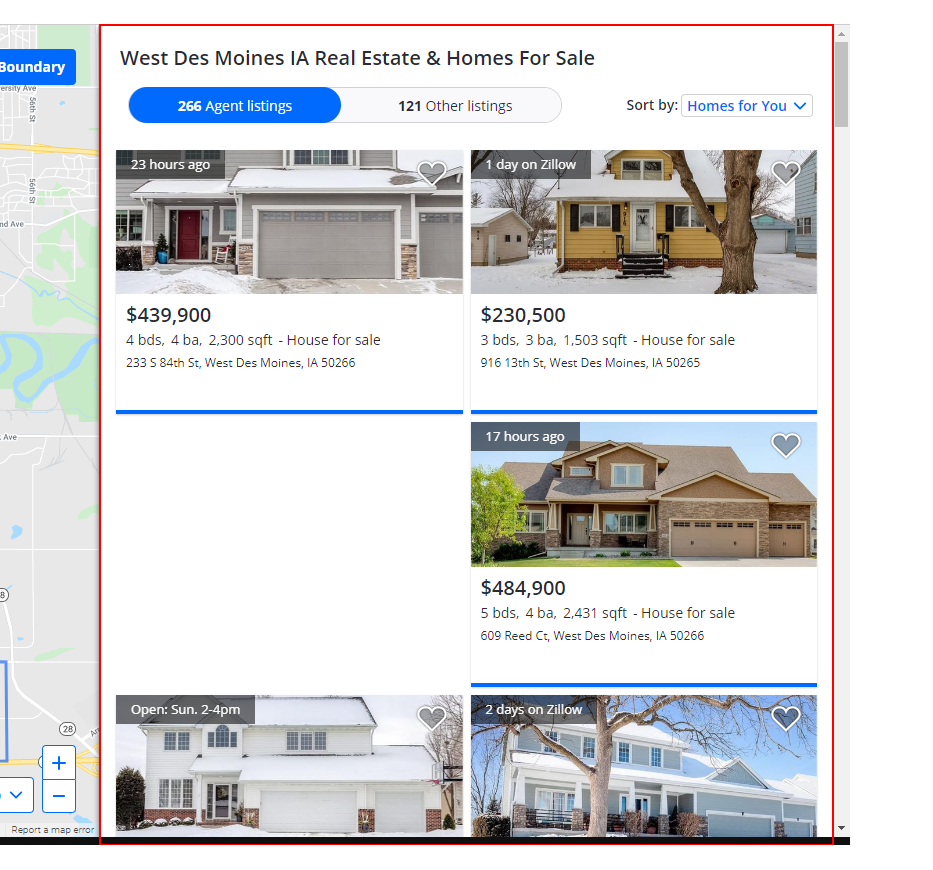 Boundary
ersity Ave
56th St
56th St
nd Ave
Ave
8
28
Report a map error
West Des Moines IA Real Estate & Homes For Sale
266 Agent listings
121 Other listings
Sort by: Homes for You
23 hours ago
$439,900
4 bds, 4 ba, 2,300 sqft - House for sale
233 S 84th St, West Des Moines, IA 50266
1 day on Zillow
$230,500
3 bds, 3 ba, 1,503 sqft - House for sale
916 13th St, West Des Moines, IA 50265
17 hours ago
$484,900
5 bds, 4 ba, 2,431 sqft - House for sale
609 Reed Ct, West Des Moines, IA 50266
Open: Sun. 2-4pm
2 days on Zillow